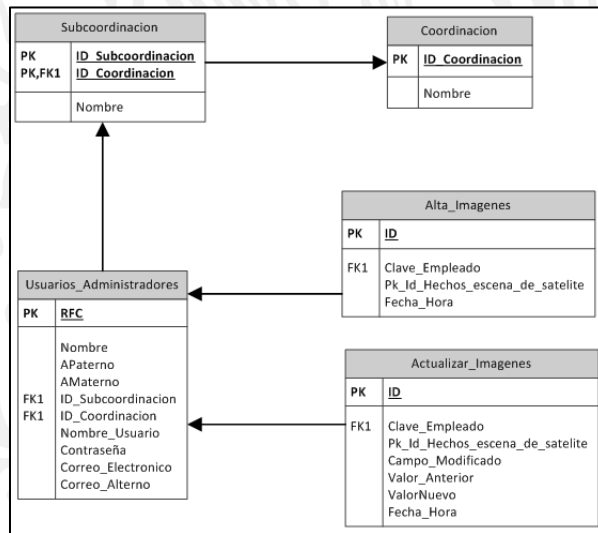 Subcoordinacion
PK ID_Subcoordinacion
PK,FK1 ID_Coordinacion
Nombre
Coordinacion
PK ID_Coordinacion
Nombre
Alta_Imagenes
PK ID
FK1 Clave_Empleado
Pk_Id_Hechos_escena_de_satelite
Fecha_Hora
Usuarios_Administradores
PK RFC
Nombre
APaterno
AMaterno
FK1 ID_Subcoordinacion
FK1 ID_Coordinacion
Nombre_Usuario
Contraseña
Correo_Electronico
Correo_Alterno
Actualizar_Imagenes
PK ID
FK1 Clave_Empleado
Pk_Id_Hechos_escena_de_satelite
Campo_Modificado
Valor_Anterior
ValorNuevo
Fecha_Hora